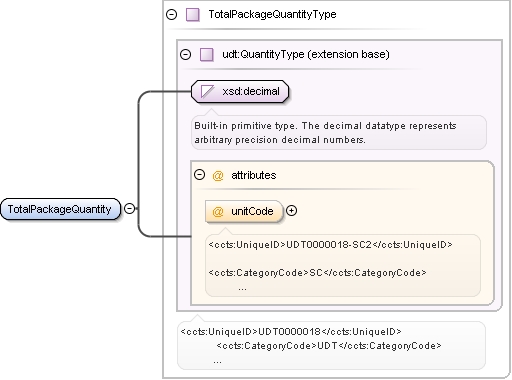 TotalPackageQuantityType
udt:QuantityType (extension base)
xsd:decimal
Built-in primitive type. The decimal datatype represents
arbitrary precision decimal numbers.
@ attributes
TotalPackageQuantity
@ unitCode
<ccts:UniqueID>UDT0000018-SC2</ccts:UniqueID>
<ccts:CategoryCode>SC</ccts:CategoryCode>
...
<ccts:UniqueID>UDT0000018</ccts:UniqueID>
<ccts:CategoryCode>UDT</ccts:CategoryCode>
...